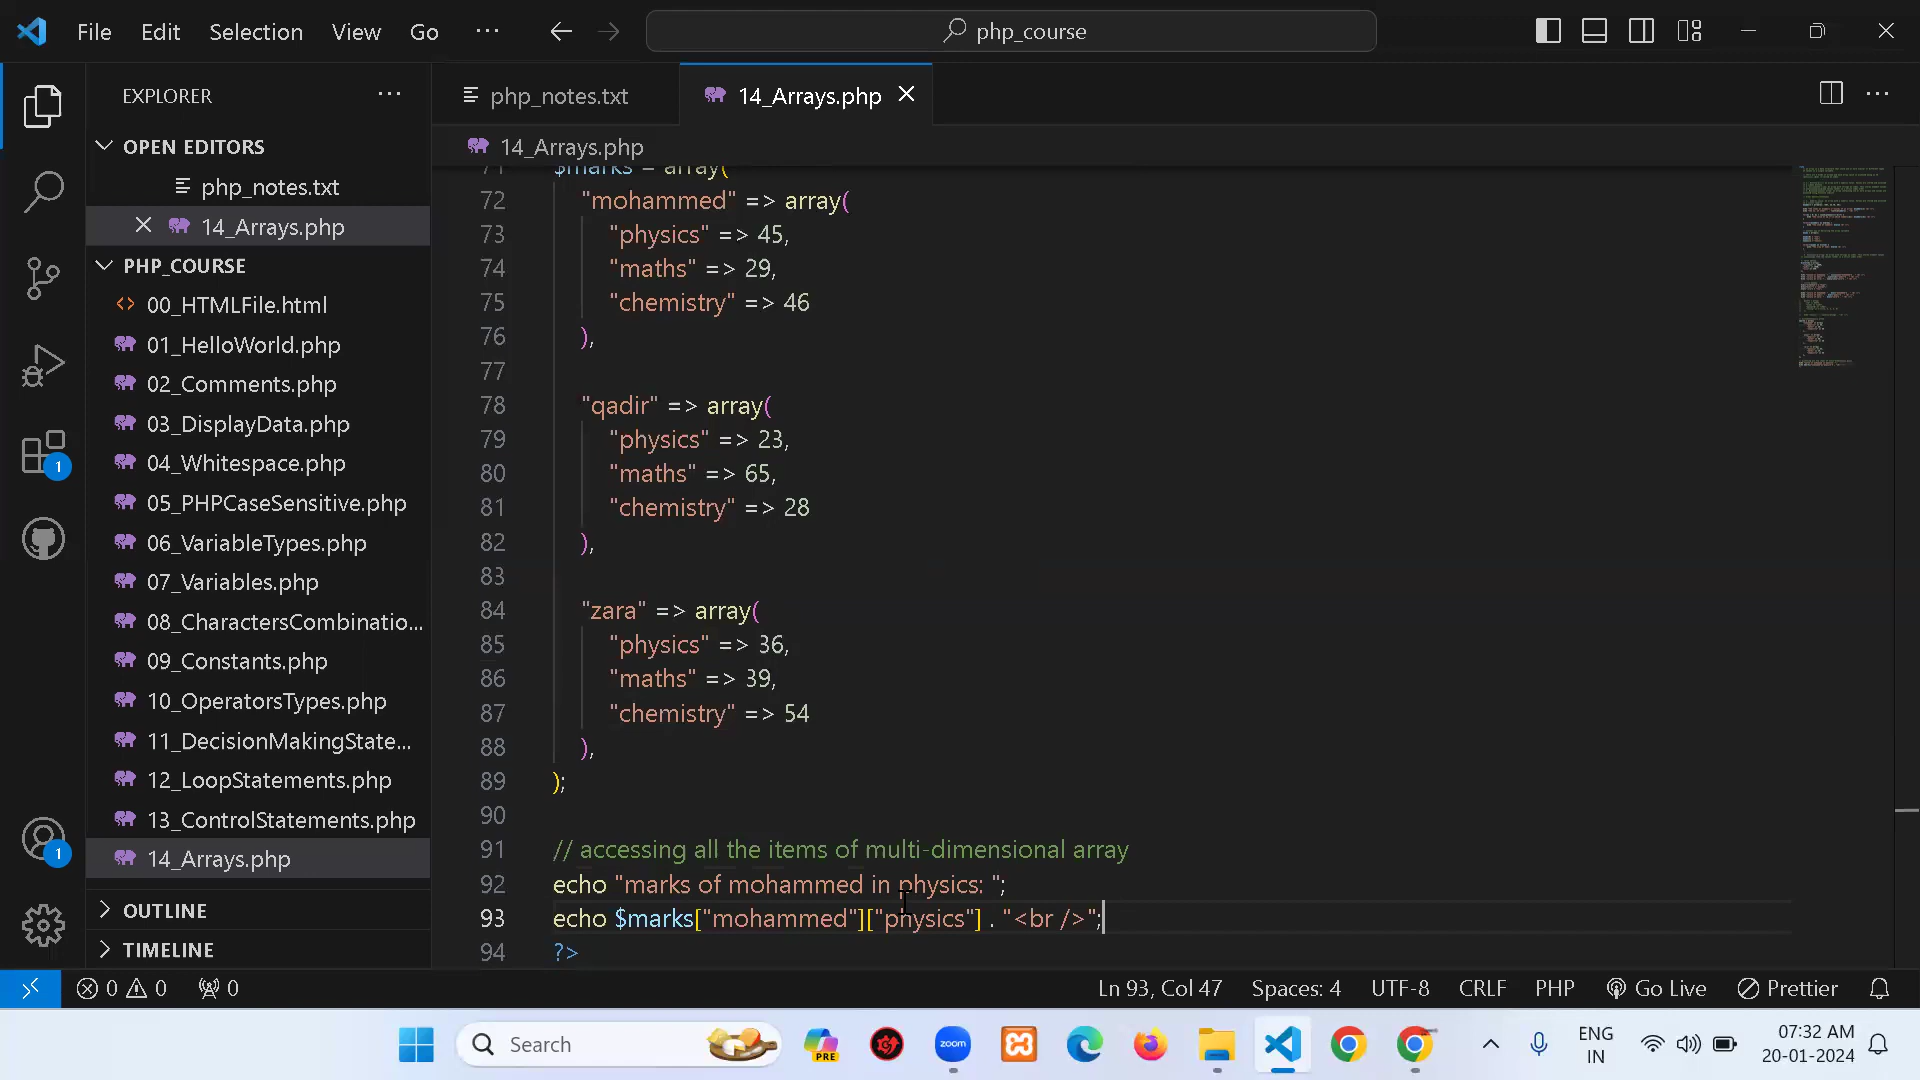 File Edit Selection View Go ... php_course
EXPLORER ...
OPEN EDITORS
php_notes.txt
14_Arrays.php
PHP_COURSE
00_HTMLFile.html
01_HelloWorld.php
02_Comments.php
03_DisplayData.php
04_Whitespace.php
05_PHPCaseSensitive.php
06_VariableTypes.php
07_Variables.php
08_CharactersCombinatio...
09_Constants.php
10_OperatorsTypes.php
11_DecisionMakingState...
12_LoopStatements.php
13_ControlStatements.php
14_Arrays.php
OUTLINE
TIMELINE
1
1
php_notes.txt 14_Arrays.php
14_Arrays.php
71 $marks = array(
72 "mohammed" => array(
73 "physics" => 45,
74 "maths" => 29,
75 "chemistry" => 46
76 ),
77
78 "qadir" => array(
79 "physics" => 23,
80 "maths" => 65,
81 "chemistry" => 28
82 ),
83
84 "zara" => array(
85 "physics" => 36,
86 "maths" => 39,
87 "chemistry" => 54
88 ),
89 );
90
91 // accessing all the items of multi-dimensional array
92 echo "marks of mohammed in physics: ";
93 echo $marks["mohammed"]["physics"] . "<br />";
94 ?>
0 0 0 Ln 93, Col 47 Spaces: 4 UTF-8 CRLF PHP Go Live Prettier
Search PRE zoom ENG IN 07:32 AM 20-01-2024